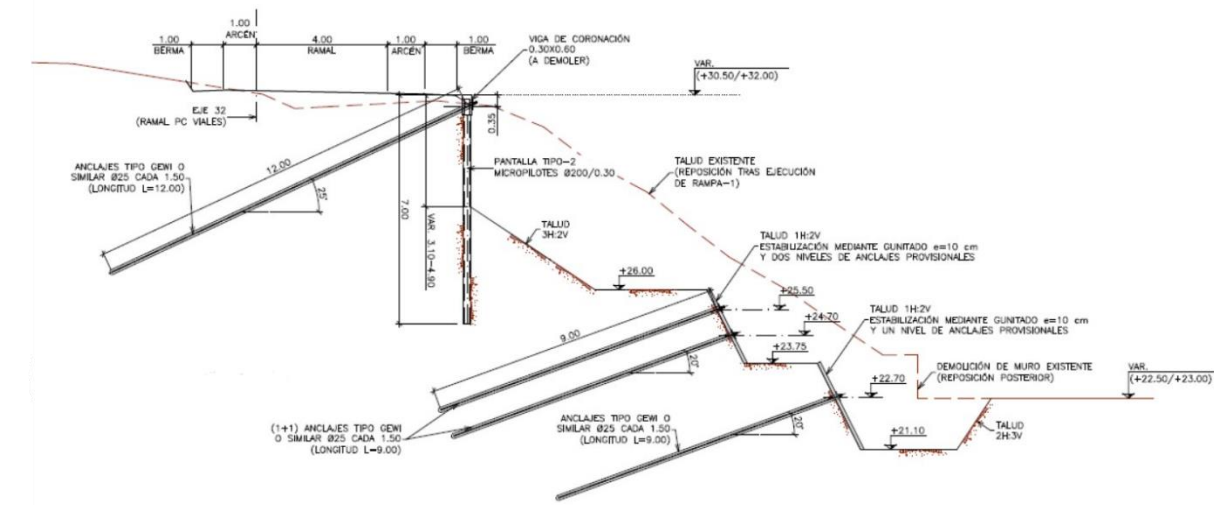 1.00
BERMA
1.00
ARCÉN
4.00
RAMAL
1.00
ARCÉN
1.00
BERMA
VIGA DE CORONACIÓN
0.30X0.60
(A DEMOLER)
VAR.
(+30.50/+32.00)
EJE 32
(RAMAL PC VIALES)
0.35
ANCLAJES TIPO GEWI O
SIMILAR Ø25 CADA 1.50
(LONGITUD L=12.00)
12.00
25°
7.00
VAR. 3.10-4.90
PANTALLA TIPO-2
MICROPILOTES Ø200/0.30
TALUD EXISTENTE
(REPOSICIÓN TRAS EJECUCIÓN
DE RAMPA-1)
TALUD
3H:2V
TALUD 1H:2V
ESTABILIZACIÓN MEDIANTE GUNITADO e=10 cm
Y DOS NIVELES DE ANCLAJES PROVISIONALES
+26.00
+25.50
+24.70
TALUD 1H:2V
ESTABILIZACIÓN MEDIANTE GUNITADO e=10 cm
Y UN NIVEL DE ANCLAJES PROVISIONALES
9.00
20°
+23.75
+22.70
DEMOLICIÓN DE MURO EXISTENTE
(REPOSICIÓN POSTERIOR)
VAR.
(+22.50/+23.00)
(1+1) ANCLAJES TIPO GEWI
O SIMILAR Ø25 CADA 1.50
(LONGITUD L=9.00)
ANCLAJES TIPO GEWI O
SIMILAR Ø25 CADA 1.50
(LONGITUD L=9.00)
20°
+21.10
TALUD
2H:3V